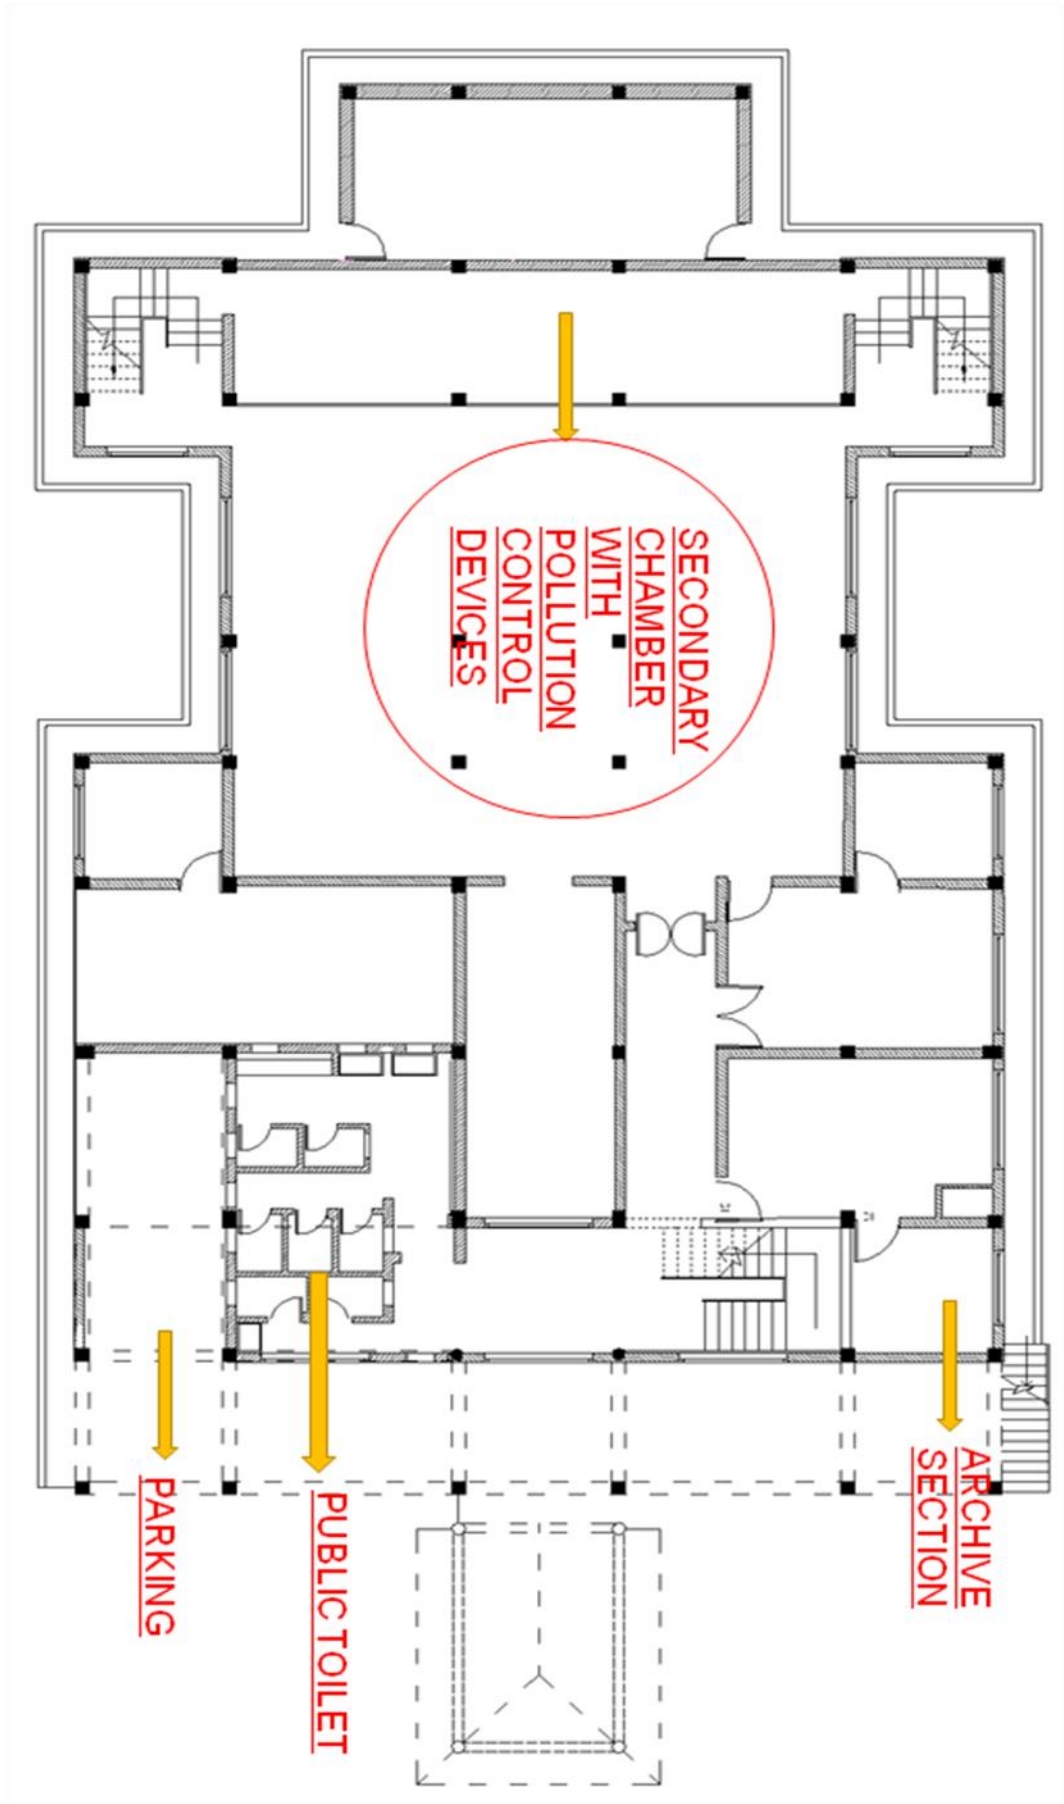 SECONDARY
CHAMBER
WITH
POLLUTION
CONTROL
DEVICES
ARCHIVE
SECTION
PUBLIC TOILET
PARKING